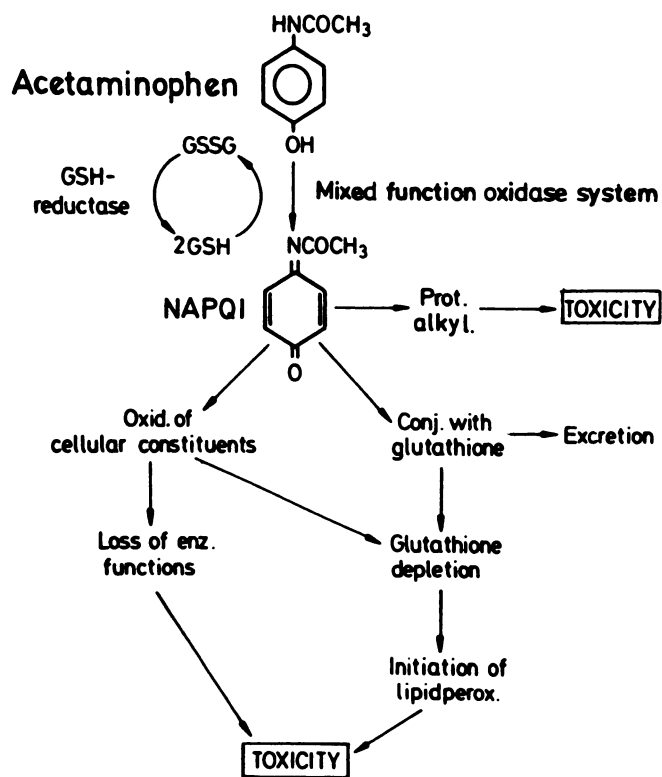 HNCOCH3
Acetaminophen
OH
GSSG
GSH-
reductase
2GSH
Mixed function oxidase system
NCOCH3
NAPQI
O
Prot.
alkyl.
TOXICITY
Oxid. of
cellular constituents
Conj. with
glutathione
Excretion
Loss of enz.
functions
Glutathione
depletion
Initiation of
lipidperox.
TOXICITY